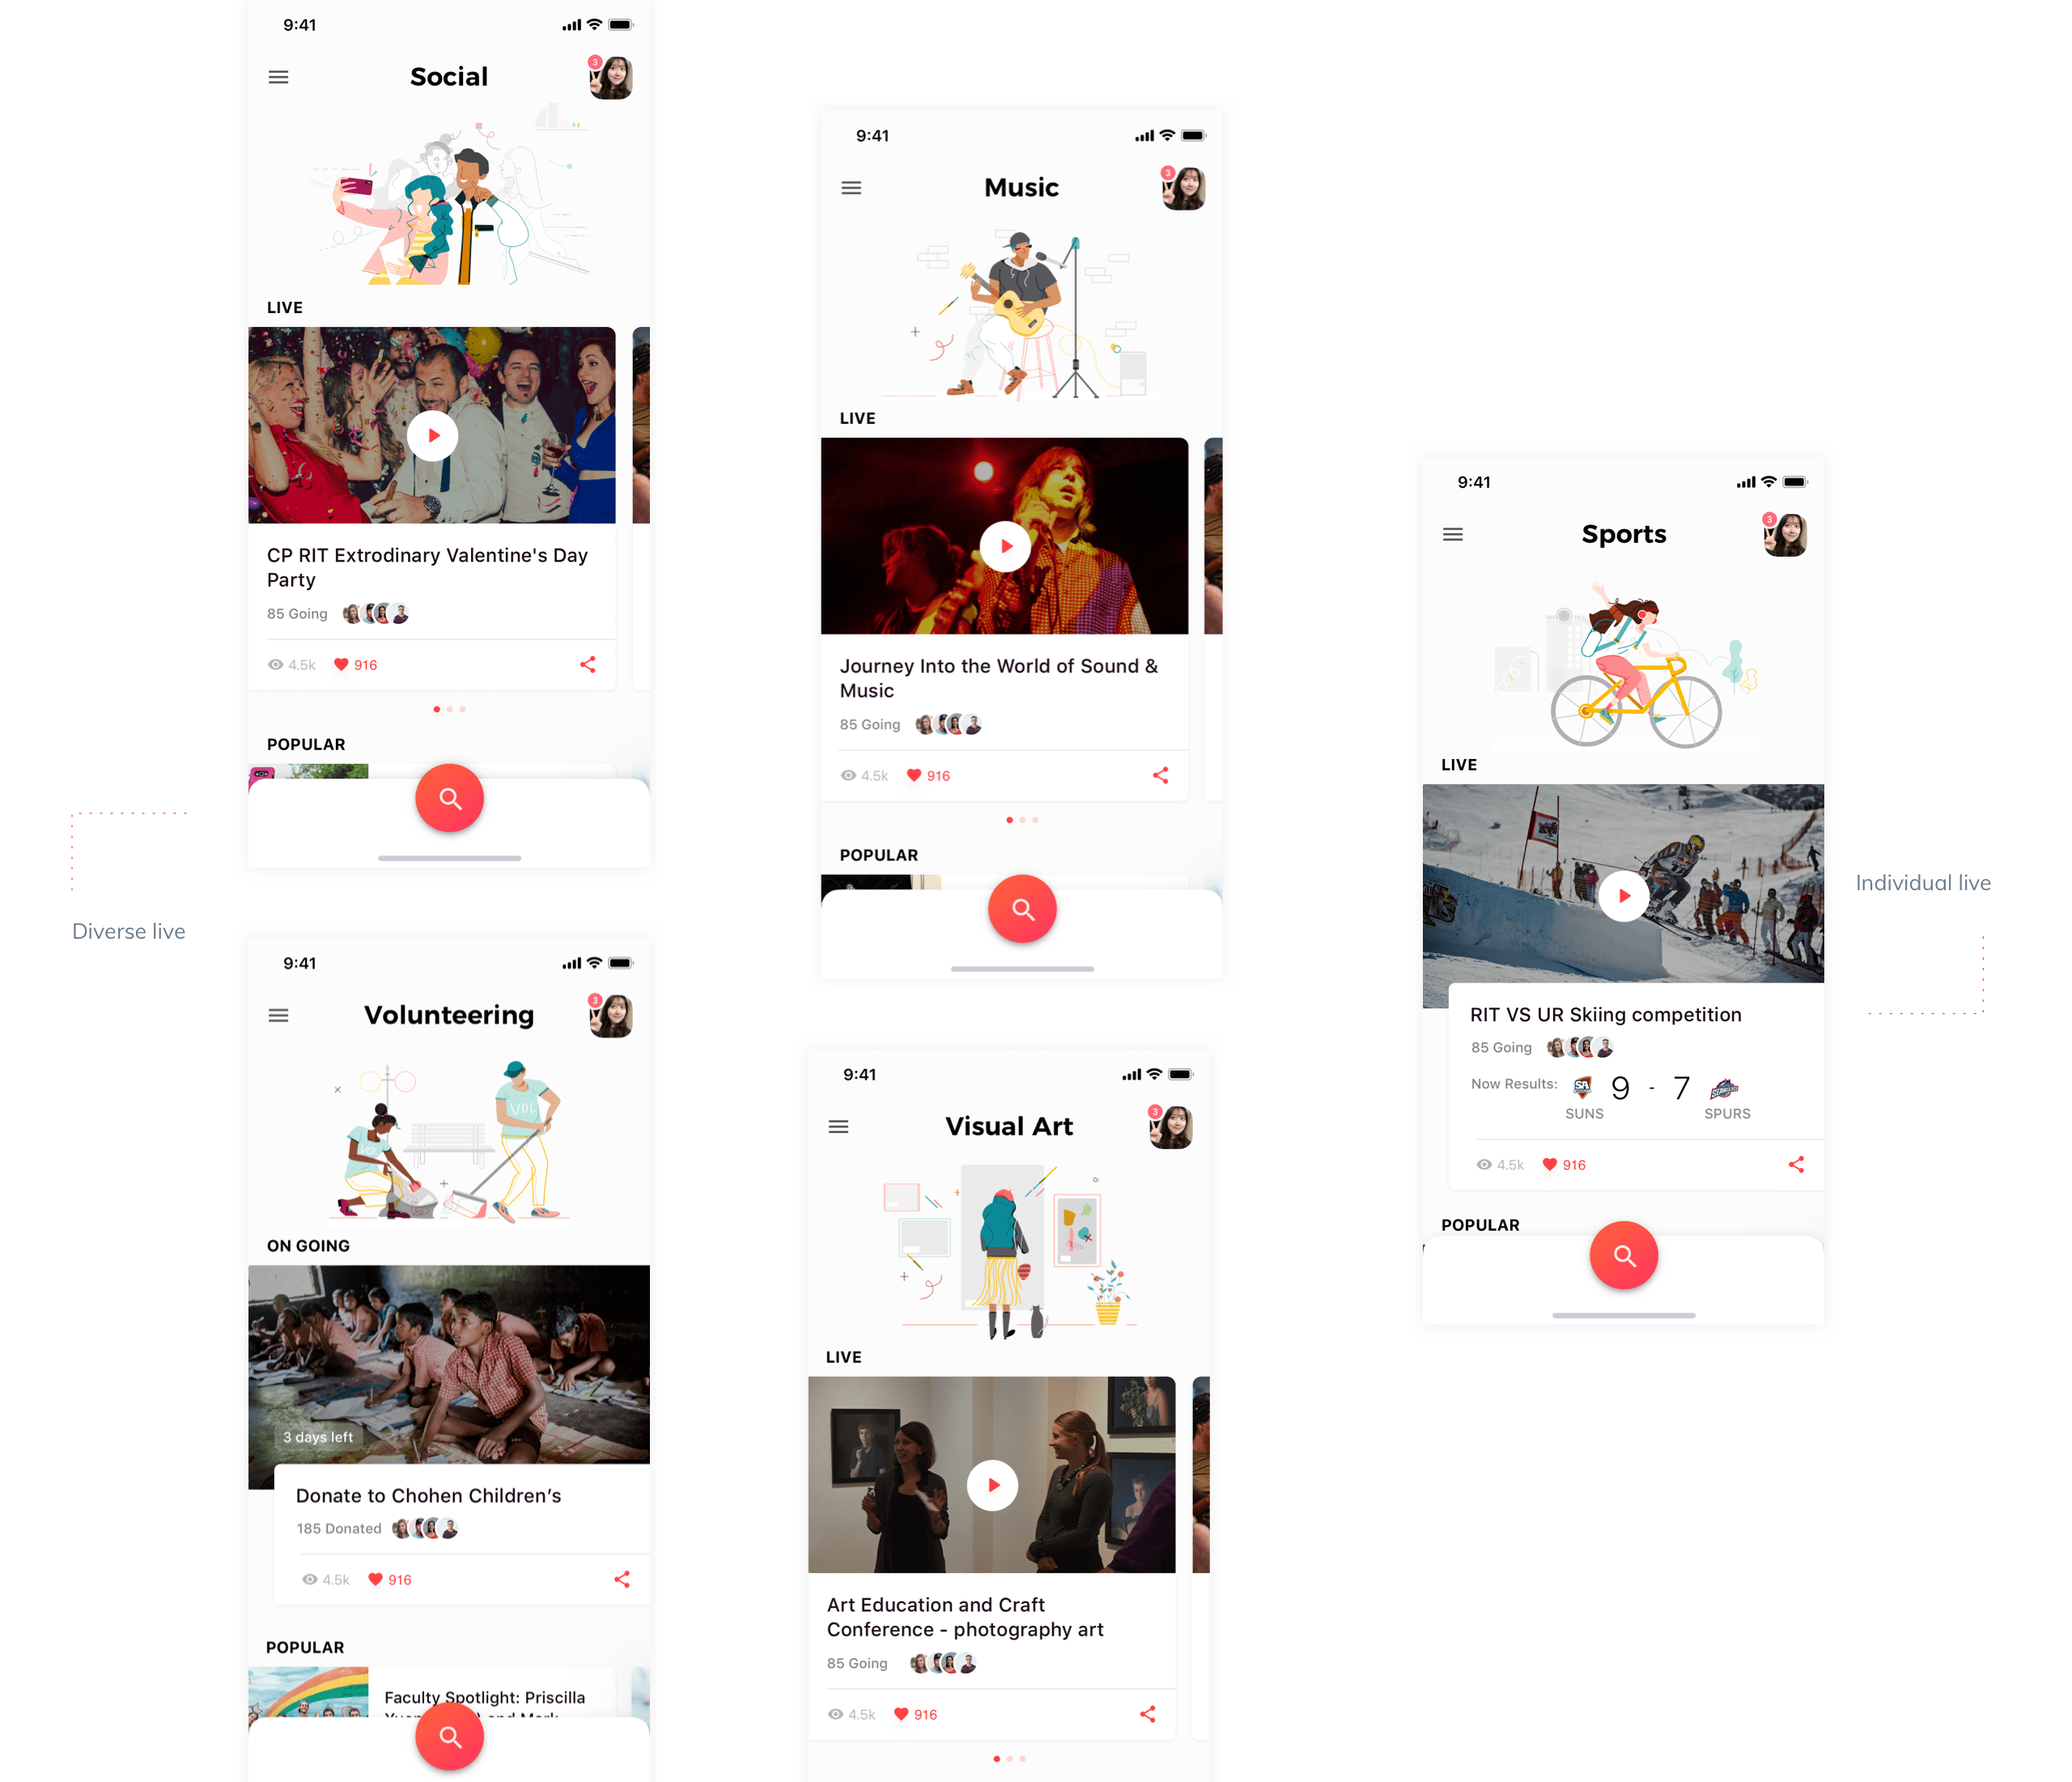 9:41
Social
3
LIVE
CP RIT Extrodinary Valentine's Day
Party
85 Going
4.5k 916
POPULAR
Diverse live
9:41
Volunteering
3
VOL
ON GOING
3 days left
Donate to Chohen Children's
185 Donated
4.5k 916
POPULAR
Faculty Spotlight: Priscilla
9:41
Music
3
LIVE
Journey Into the World of Sound &
Music
85 Going
4.5k 916
POPULAR
9:41
Visual Art
3
LIVE
Art Education and Craft
Conference - photography art
85 Going
4.5k 916
9:41
Sports
3
LIVE
RIT VS UR Skiing competition
85 Going
Now Results: SA 9 - 7
SUNS SPURS
4.5k 916
POPULAR
Individual live